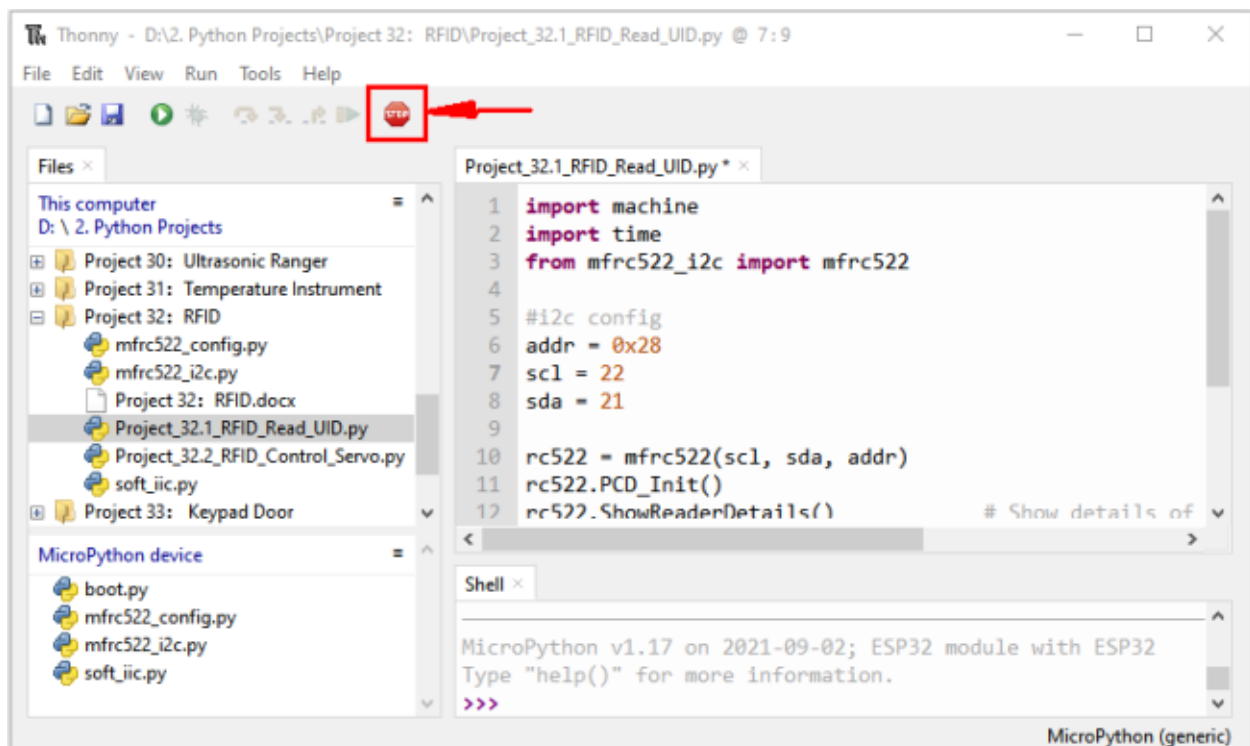 Thonny - D:\2. Python Projects\Project 32: RFID\Project_32.1_RFID_Read_UID.py @ 7:9
File Edit View Run Tools Help
STOP
Files
This computer
D: \ 2. Python Projects
Project 30: Ultrasonic Ranger
Project 31: Temperature Instrument
Project 32: RFID
mfrc522_config.py
mfrc522_i2c.py
Project 32: RFID.docx
Project_32.1_RFID_Read_UID.py
Project_32.2_RFID_Control_Servo.py
soft_iic.py
Project 33: Keypad Door
MicroPython device
boot.py
mfrc522_config.py
mfrc522_i2c.py
soft_iic.py
Project_32.1_RFID_Read_UID.py *
1 import machine
2 import time
3 from mfrc522_i2c import mfrc522
4
5 #i2c config
6 addr = 0x28
7 scl = 22
8 sda = 21
9
10 rc522 = mfrc522(scl, sda, addr)
11 rc522.PCD_Init()
12 rc522.ShowReaderDetails() # Show details of
Shell
MicroPython v1.17 on 2021-09-02; ESP32 module with ESP32
Type "help()" for more information.
>>>
MicroPython (generic)